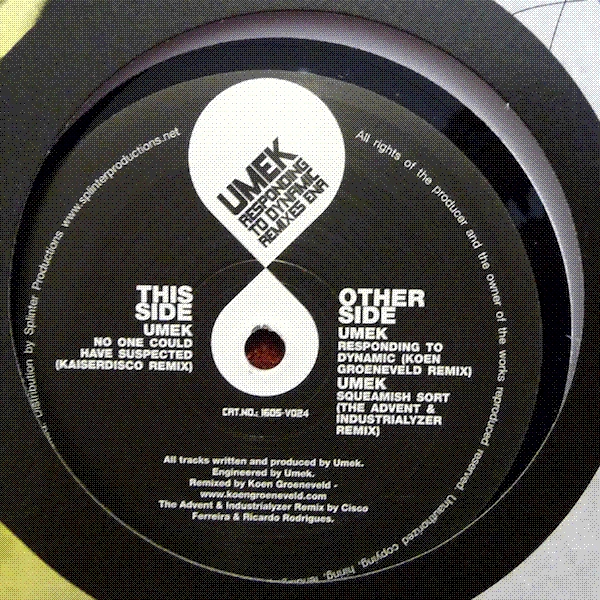 UMEK
RESPONDING
TO DYNAMIC
REMIXES ENA
Distribution by Splinter Productions www.splinterproductions.net
All rights of the producer and the owner of the works reproduced reserved. Unauthorized copying, hiring,
THIS
SIDE
UMEK
NO ONE COULD
HAVE SUSPECTED
(KAISERDISCO REMIX)
OTHER
SIDE
UMEK
RESPONDING TO
DYNAMIC (KOEN
GROENEVELD REMIX)
UMEK
SQUEAMISH SORT
(THE ADVENT &
INDUSTRIALYZER
REMIX)
CAT.NO.: 1605-V024
All tracks written and produced by Umek.
Engineered by Umek.
Remixed by Koen Groeneveld -
www.koengroeneveld.com
The Advent & Industrialyzer Remix by Cisco
Ferreira & Ricardo Rodrigues.